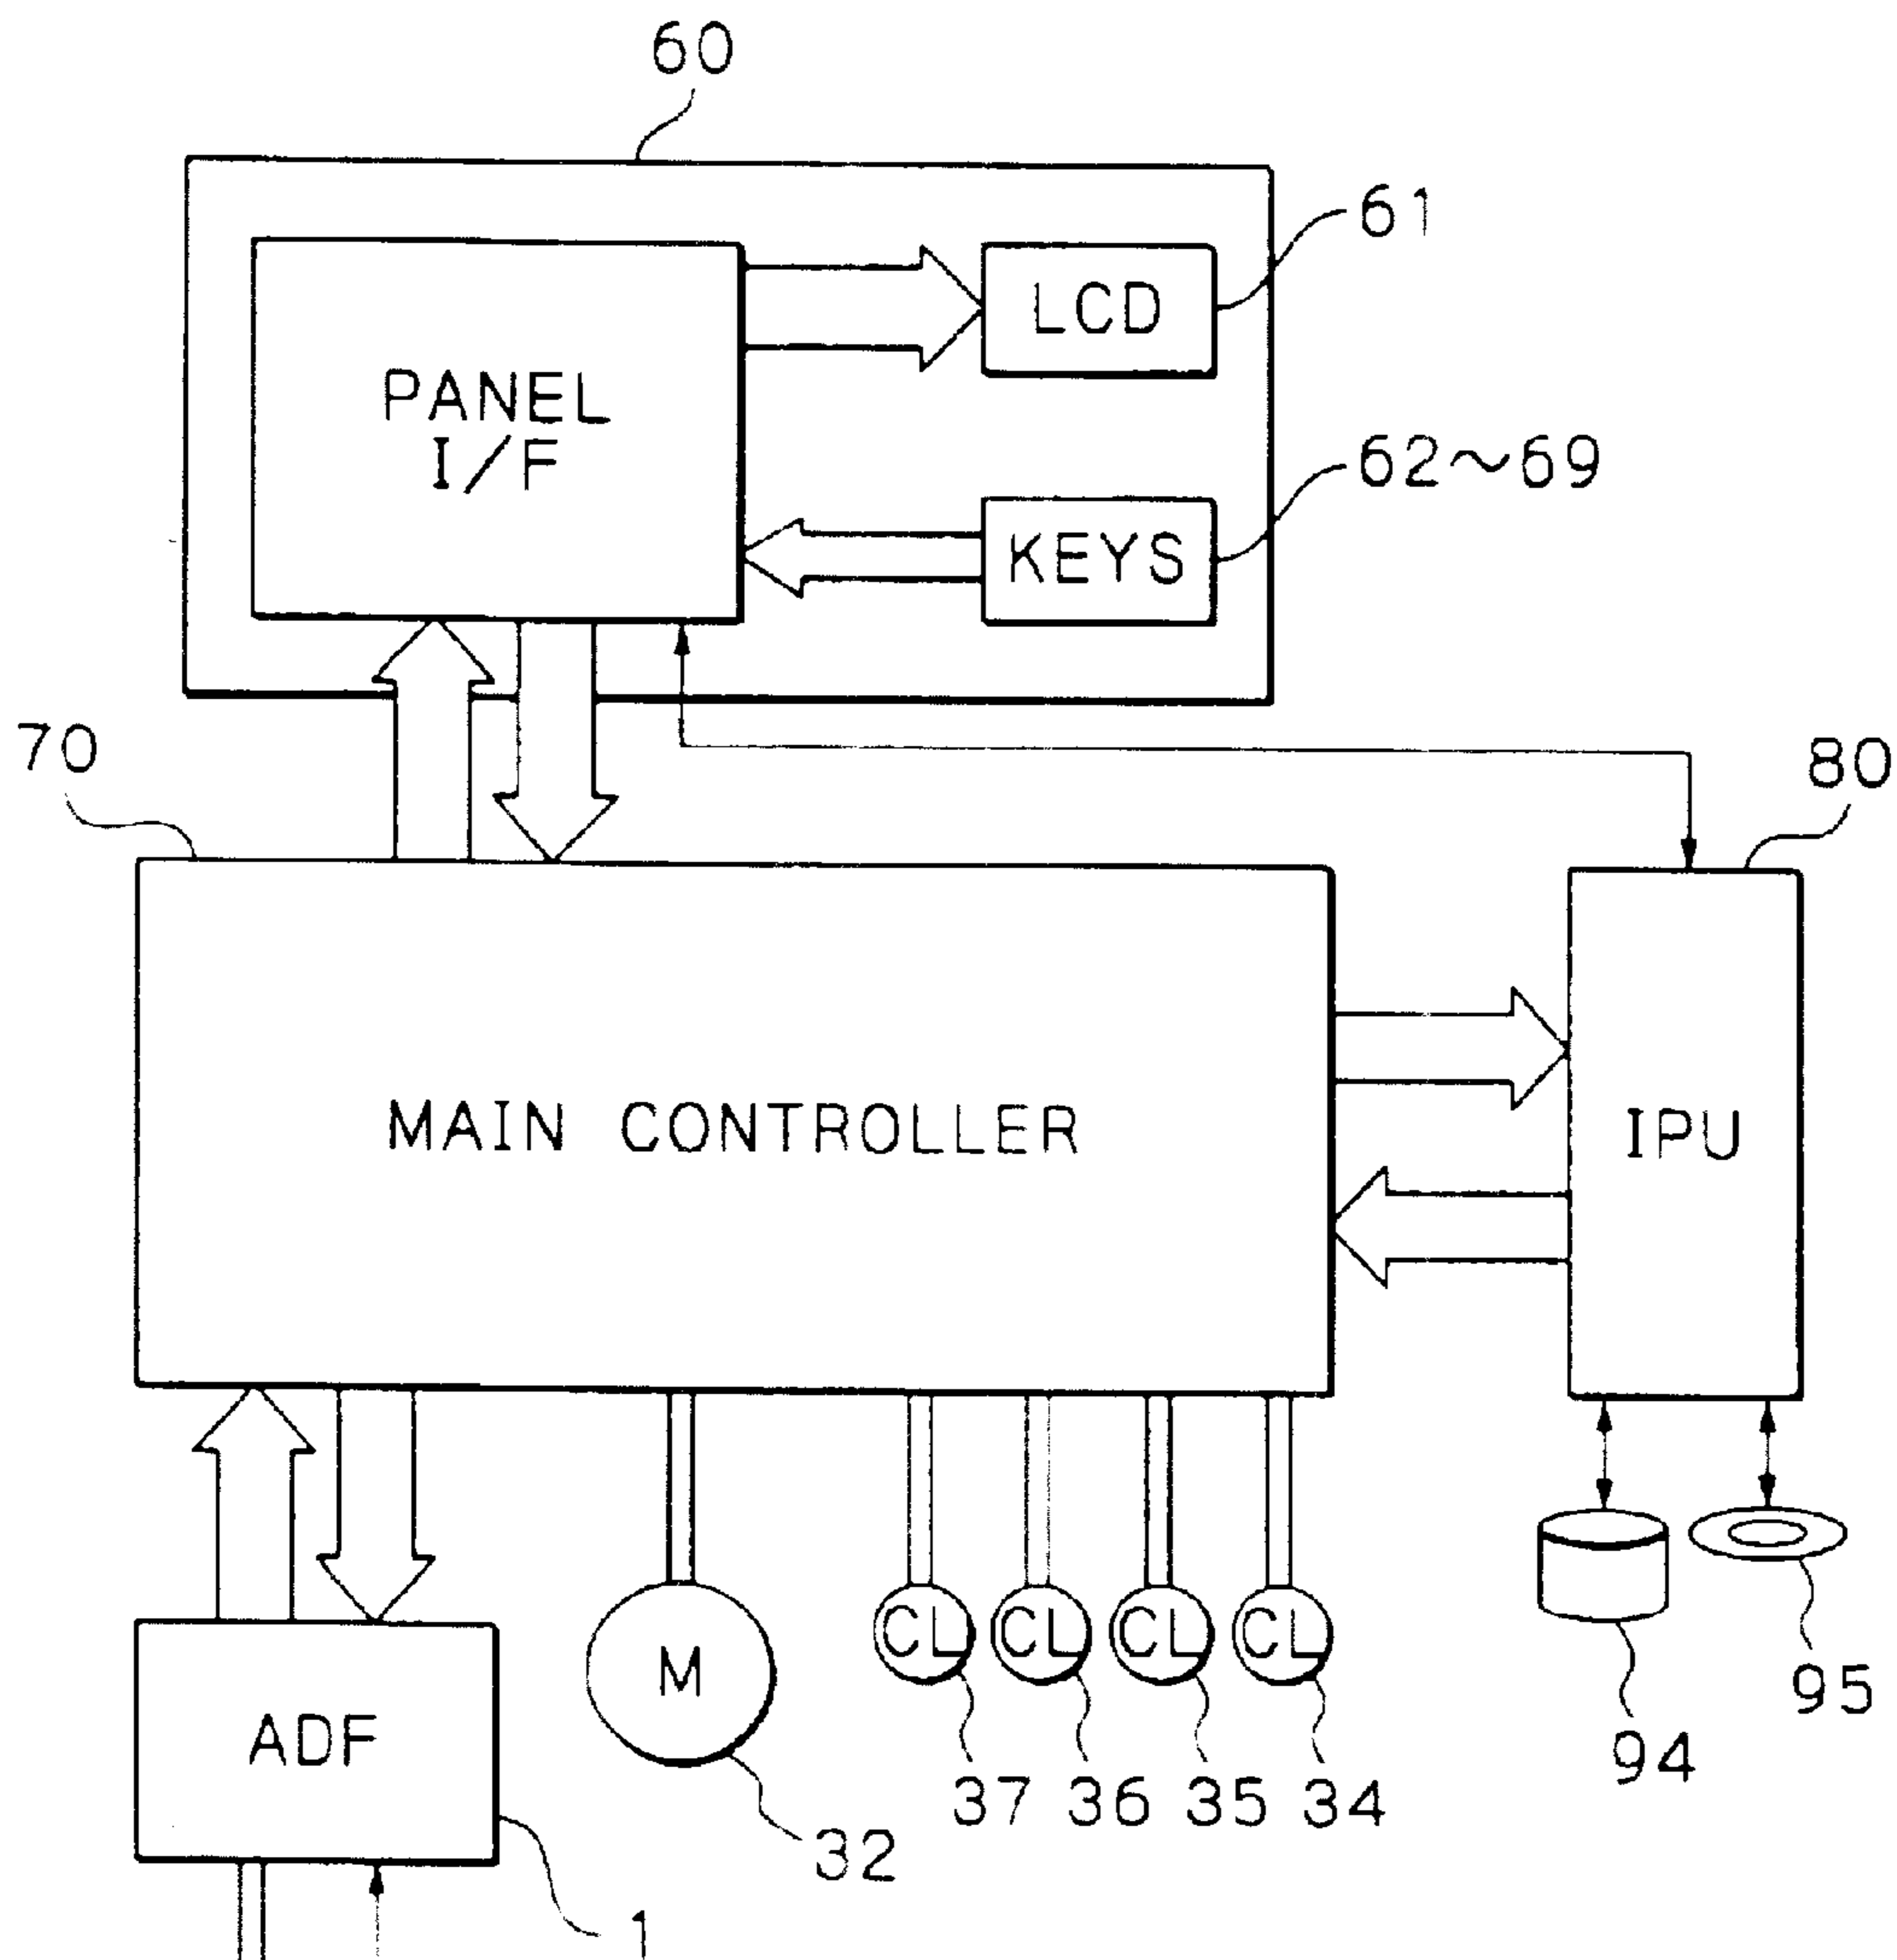 60
61
LCD
PANEL
I/F
62~69
KEYS
70
80
MAIN CONTROLLER
IPU
CL CL CL CL
M
ADF
95
94
37 36 35 34
32
1